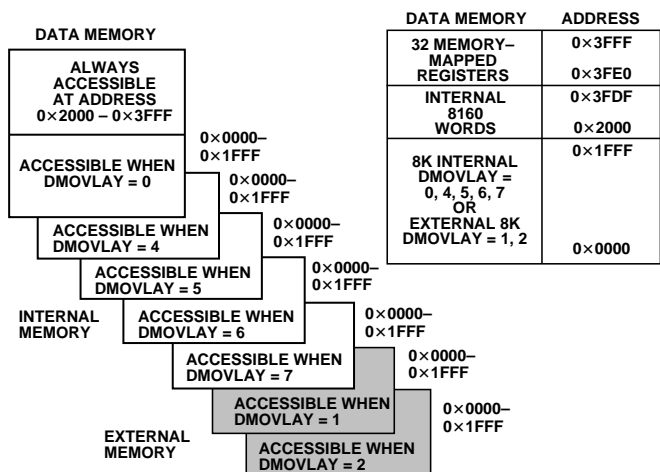 DATA MEMORY
ALWAYS
ACCESSIBLE
AT ADDRESS
0×2000 – 0×3FFF
ACCESSIBLE WHEN
DMOVLAY = 0
0×0000–
0×1FFF
ACCESSIBLE WHEN
DMOVLAY = 4
0×0000–
0×1FFF
ACCESSIBLE WHEN
DMOVLAY = 5
0×0000–
0×1FFF
INTERNAL
MEMORY
ACCESSIBLE WHEN
DMOVLAY = 6
0×0000–
0×1FFF
ACCESSIBLE WHEN
DMOVLAY = 7
0×0000–
0×1FFF
ACCESSIBLE WHEN
DMOVLAY = 1
0×0000–
0×1FFF
EXTERNAL
MEMORY
ACCESSIBLE WHEN
DMOVLAY = 2
0×0000–
0×1FFF
DATA MEMORY ADDRESS
32 MEMORY– 0×3FFF
MAPPED
REGISTERS 0×3FE0
INTERNAL 0×3FDF
8160
WORDS 0×2000
0×1FFF
8K INTERNAL
DMOVLAY =
0, 4, 5, 6, 7
OR
EXTERNAL 8K
DMOVLAY = 1, 2
0×0000